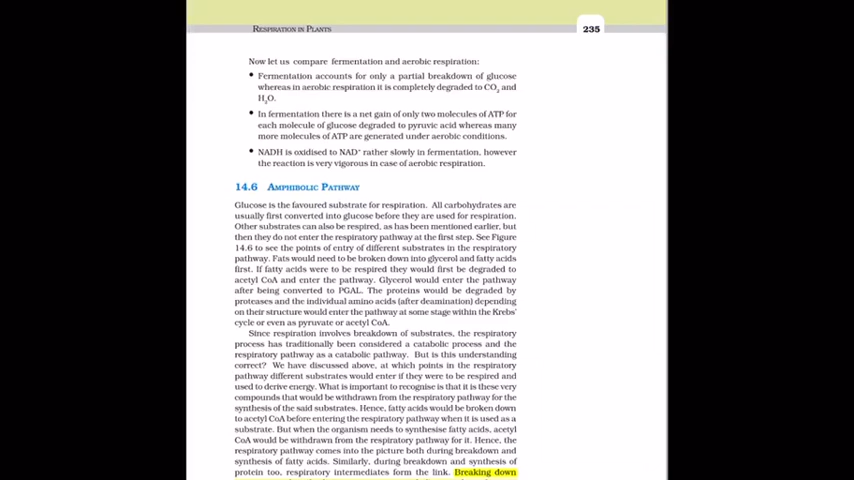 RESPIRATION IN PLANTS 235
Now let us compare fermentation and aerobic respiration:
• Fermentation accounts for only a partial breakdown of glucose
whereas in aerobic respiration it is completely degraded to CO₂ and
H₂O.
• In fermentation there is a net gain of only two molecules of ATP for
each molecule of glucose degraded to pyruvic acid whereas many
more molecules of ATP are generated under aerobic conditions.
• NADH is oxidised to NAD⁺ rather slowly in fermentation, however
the reaction is very vigorous in case of aerobic respiration.
14.6 AMPHIBOLIC PATHWAY
Glucose is the favoured substrate for respiration. All carbohydrates are
usually first converted into glucose before they are used for respiration.
Other substrates can also be respired, as has been mentioned earlier, but
then they do not enter the respiratory pathway at the first step. See Figure
14.6 to see the points of entry of different substrates in the respiratory
pathway. Fats would need to be broken down into glycerol and fatty acids
first. If fatty acids were to be respired they would first be degraded to
acetyl CoA and enter the pathway. Glycerol would enter the pathway
after being converted to PGAL. The proteins would be degraded by
proteases and the individual amino acids (after deamination) depending
on their structure would enter the pathway at some stage within the Krebs'
cycle or even as pyruvate or acetyl CoA.
Since respiration involves breakdown of substrates, the respiratory
process has traditionally been considered a catabolic process and the
respiratory pathway as a catabolic pathway. But is this understanding
correct? We have discussed above, at which points in the respiratory
pathway different substrates would enter if they were to be respired and
used to derive energy. What is important to recognise is that it is these very
compounds that would be withdrawn from the respiratory pathway for the
synthesis of the said substrates. Hence, fatty acids would be broken down
to acetyl CoA before entering the respiratory pathway when it is used as a
substrate. But when the organism needs to synthesise fatty acids, acetyl
CoA would be withdrawn from the respiratory pathway for it. Hence, the
respiratory pathway comes into the picture both during breakdown and
synthesis of fatty acids. Similarly, during breakdown and synthesis of
protein too, respiratory intermediates form the link. Breaking down